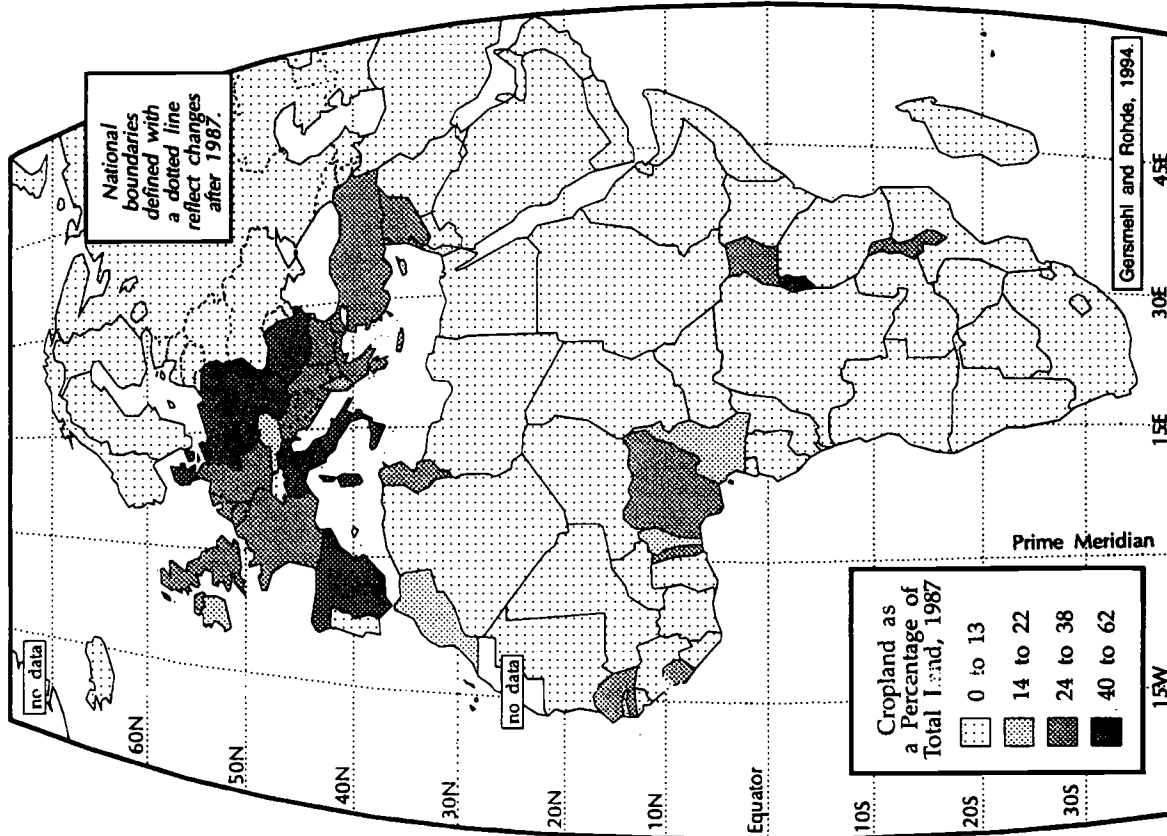 National
boundaries
defined with
a dotted line
reflect changes
after 1987.
no data
60N
50N
40N
30N
20N
10N
Equator
10S
20S
30S
no data
Prime Meridian
Cropland as
a Percentage of
Total Land, 1987
0 to 13
14 to 22
24 to 38
40 to 62
15W
15E
30E
45E
Gersmehl and Rohde, 1994.